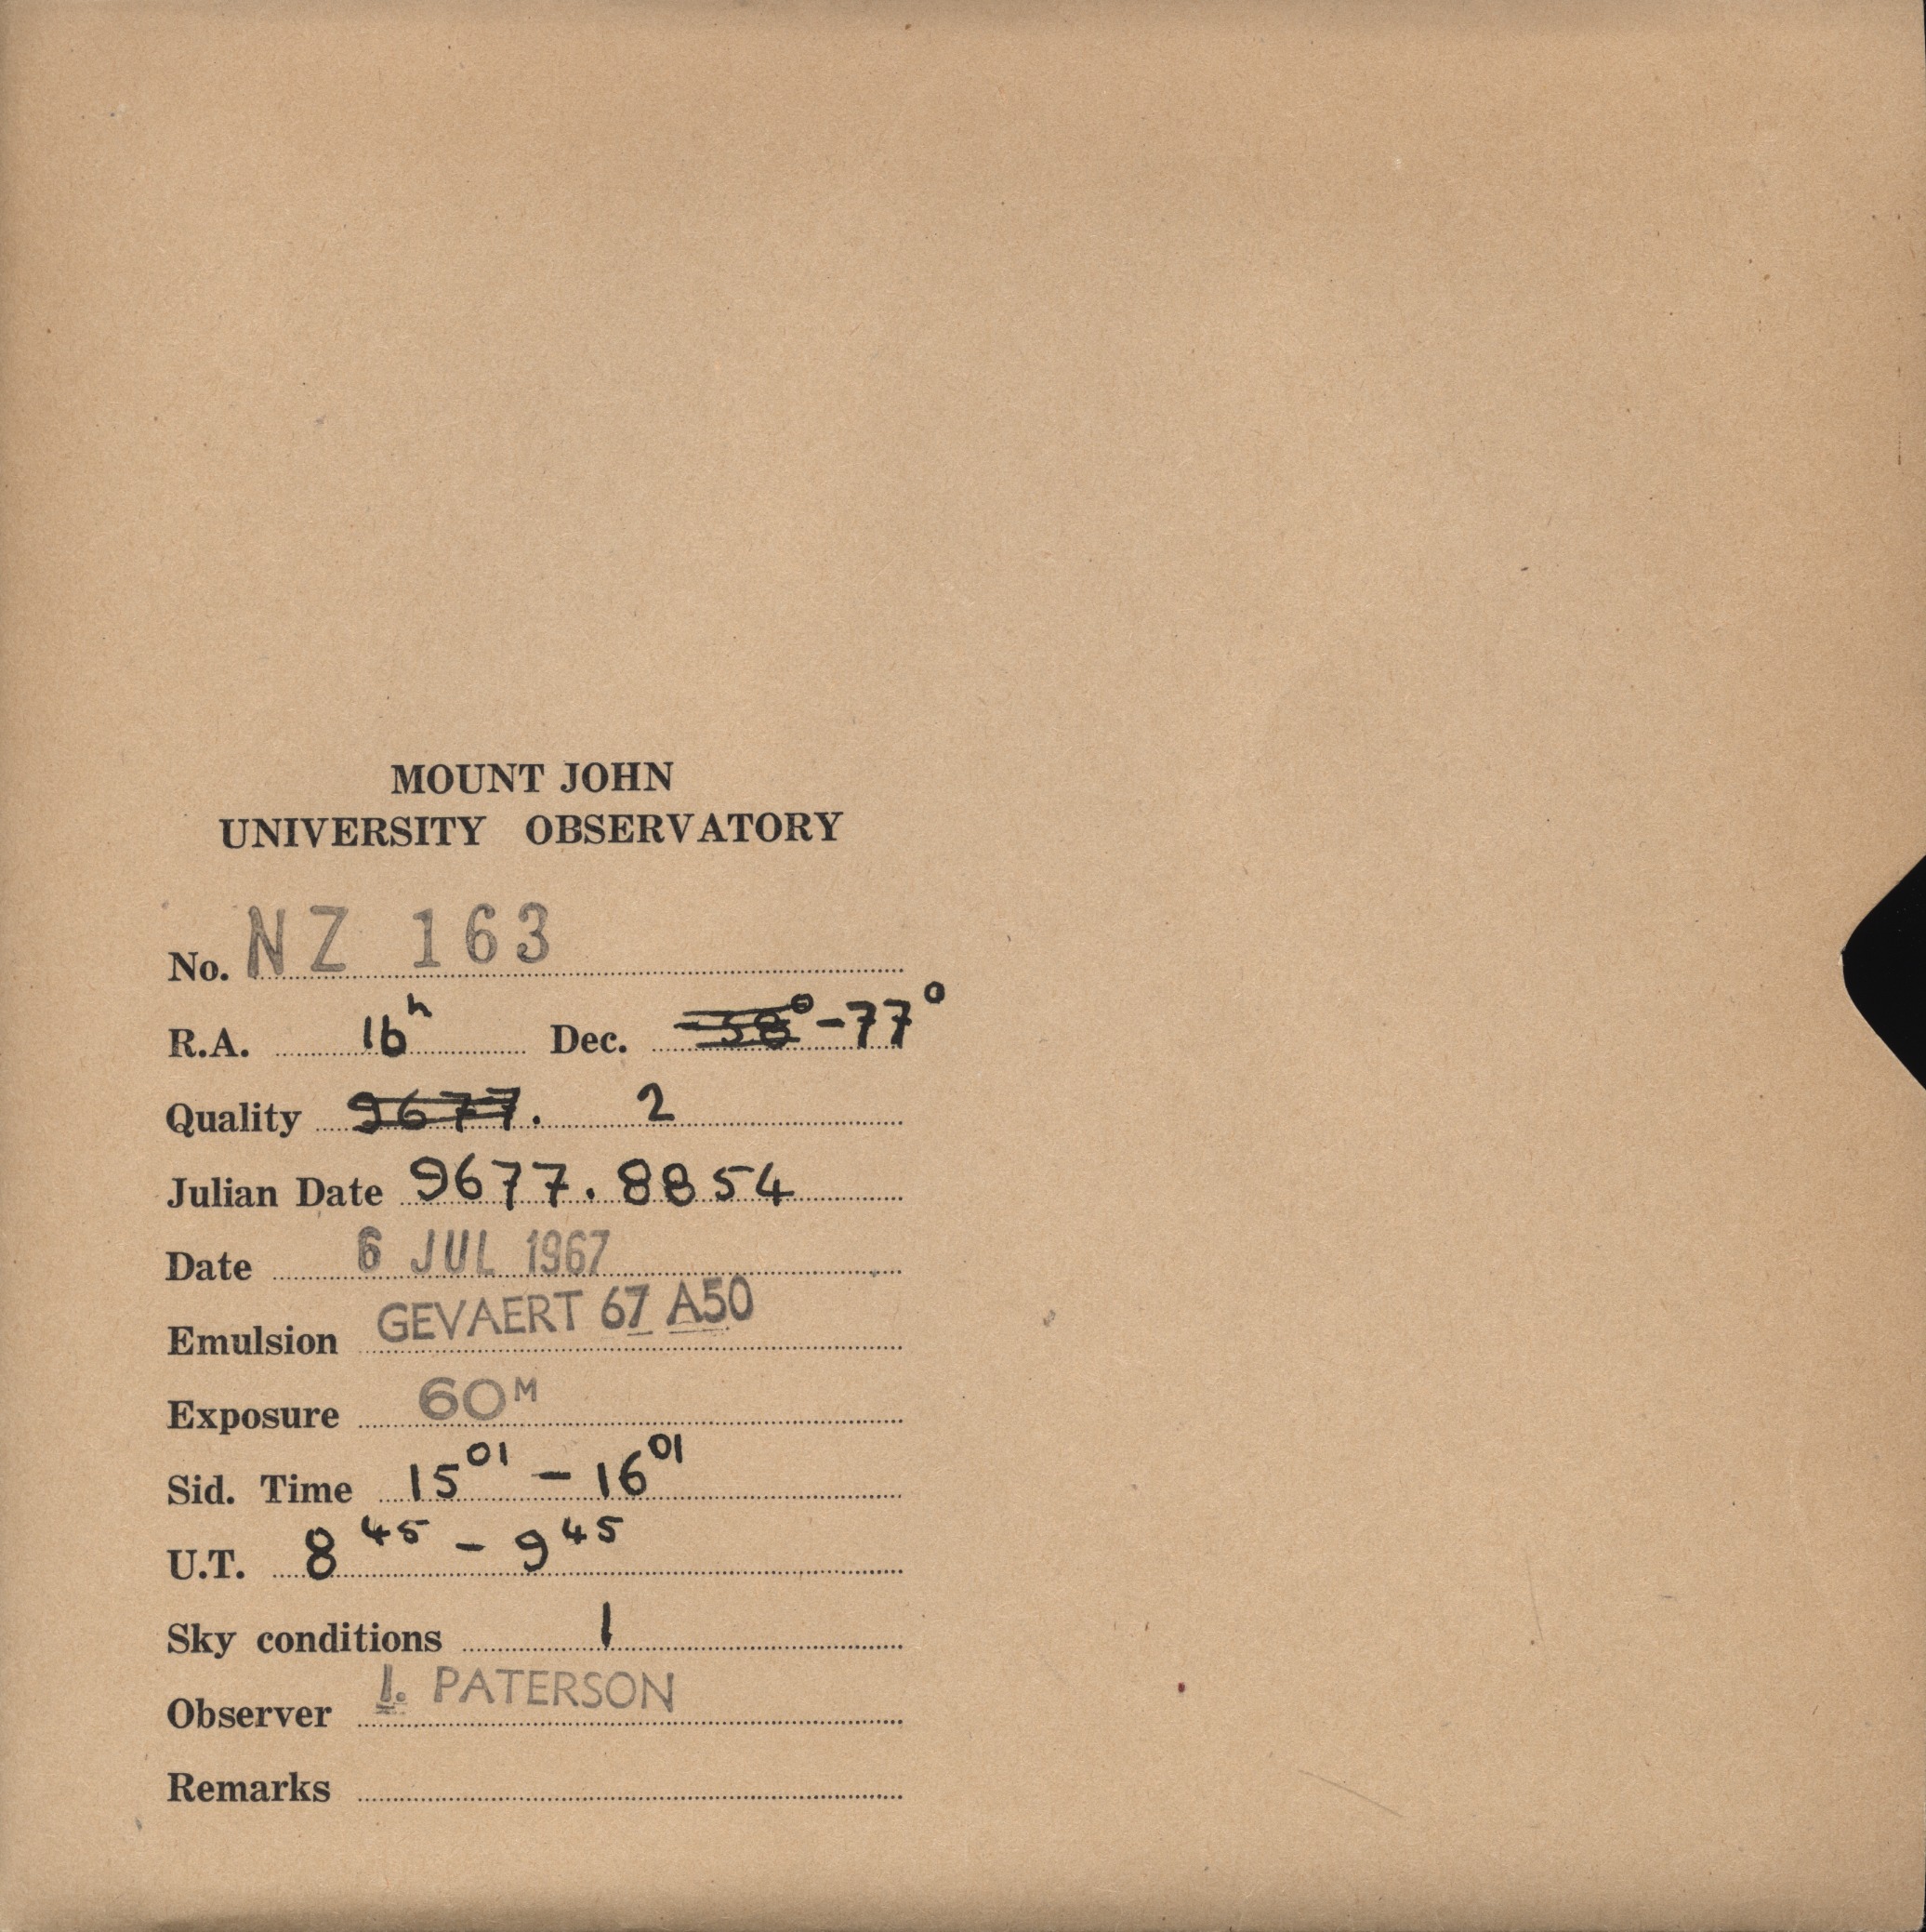 MOUNT JOHN
UNIVERSITY OBSERVATORY
No. NZ 163
R.A. 16h Dec. -58° -77°
Quality 9677. 2
Julian Date 9677.8854
Date 6 JUL 1967
Emulsion GEVAERT 67 A50
Exposure 60M
Sid. Time 15 01 - 16 01
U.T. 8 45 - 9 45
Sky conditions 1
Observer I. PATERSON
Remarks